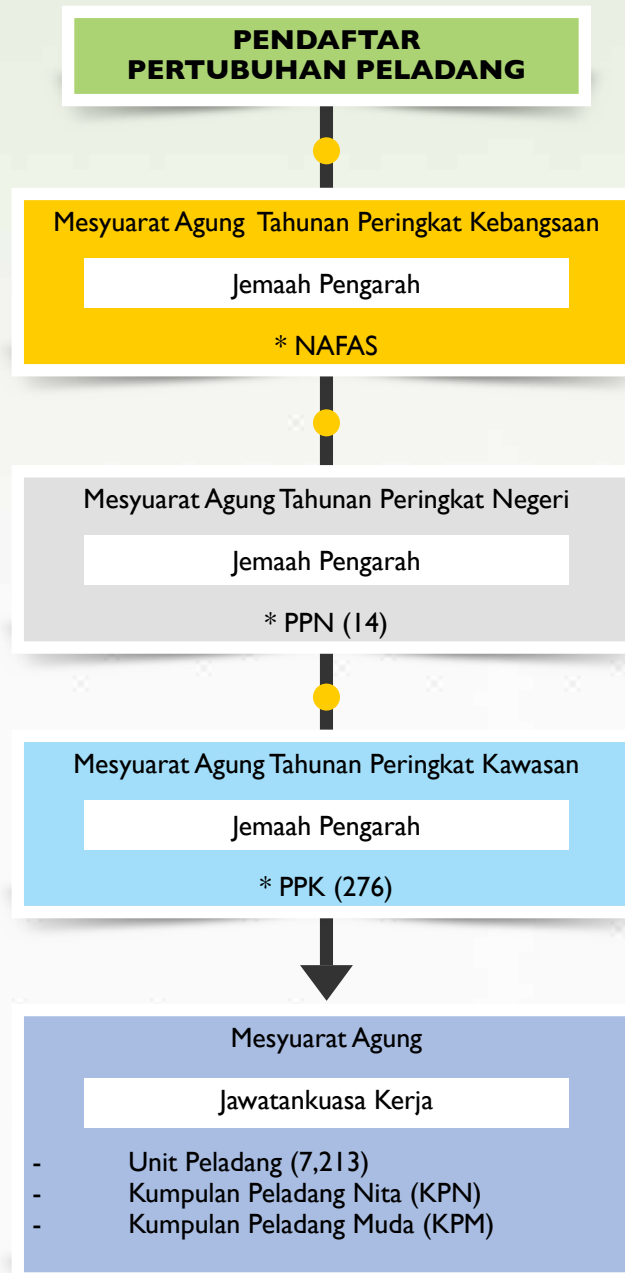 PENDAFTAR
PERTUBUHAN PELADANG
Mesyuarat Agung Tahunan Peringkat Kebangsaan
Jemaah Pengarah
* NAFAS
Mesyuarat Agung Tahunan Peringkat Negeri
Jemaah Pengarah
* PPN (14)
Mesyuarat Agung Tahunan Peringkat Kawasan
Jemaah Pengarah
* PPK (276)
Mesyuarat Agung
Jawatankuasa Kerja
- Unit Peladang (7,213)
- Kumpulan Peladang Nita (KPN)
- Kumpulan Peladang Muda (KPM)